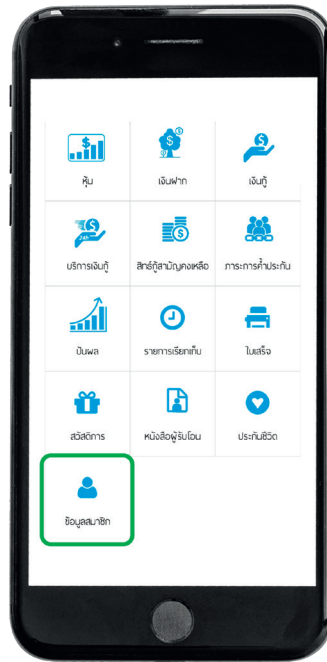 หุ้น เงินฝาก เงินกู้
24h
บริการเงินกู้ สิทธิ์กู้สามัญคงเหลือ ภาระการค้ำประกัน
ปันผล รายการเรียกเก็บ ใบเสร็จ
สวัสดิการ หนังสือผู้รับโอน ประกันชีวิต
ข้อมูลสมาชิก